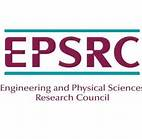 EPSRC
Engineering and Physical Sciences
Research Council